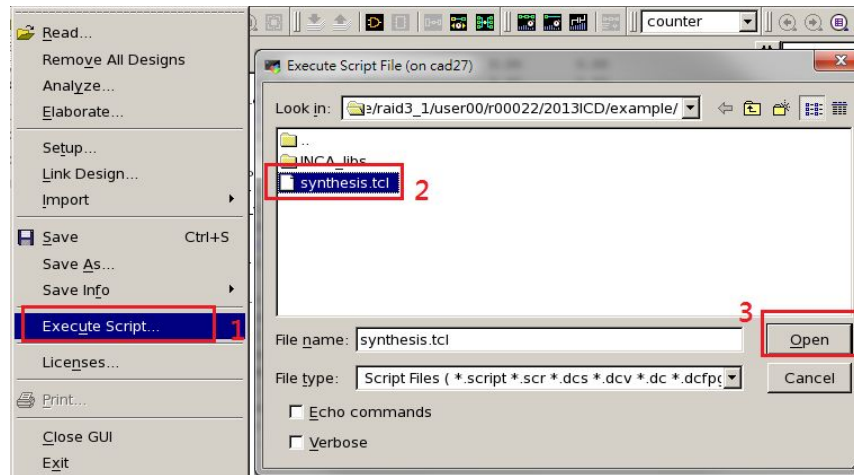 Read...
Remove All Designs
Analyze...
Elaborate...
Setup...
Link Design...
Import
Save Ctrl+S
Save As...
Save Info
Execute Script... 1
Licenses...
Print...
Close GUI
Exit
counter
Execute Script File (on cad27)
Look in: e/raid3_1/user00/r00022/2013ICD/example/
..
INCA_libs
synthesis.tcl 2
3
File name: synthesis.tcl Open
File type: Script Files ( *.script *.scr *.dcs *.dcv *.dc *.dcfpg Cancel
Echo commands
Verbose